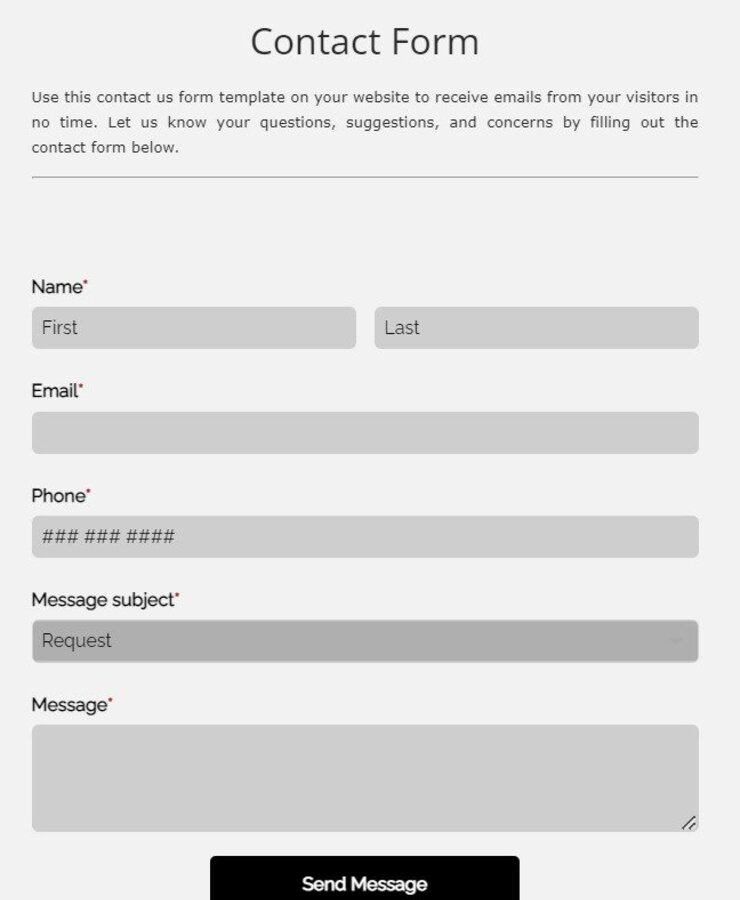 Contact Form
Use this contact us form template on your website to receive emails from your visitors in
no time. Let us know your questions, suggestions, and concerns by filling out the
contact form below.
Name*
First Last
Email*
Phone*
### ### ####
Message subject*
Request
Message*
Send Message